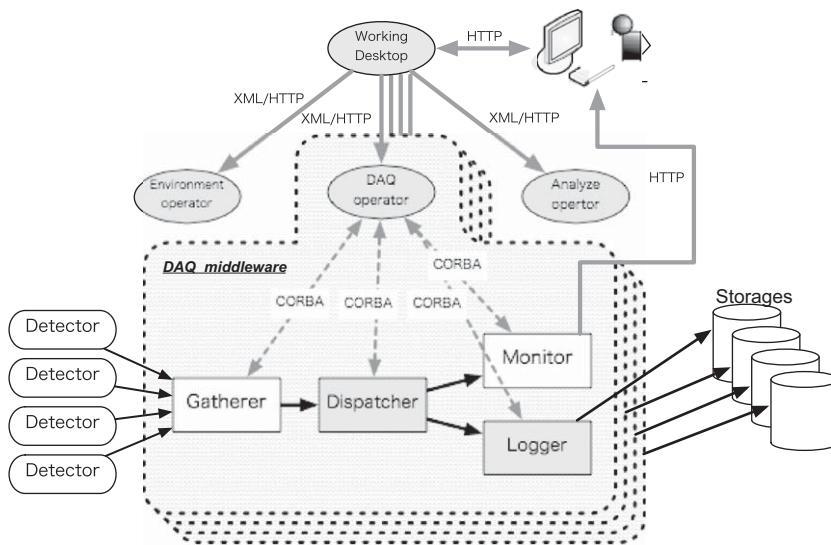 Working
Desktop
HTTP
XML/HTTP
XML/HTTP
XML/HTTP
Environment
operator
DAQ
operator
Analyze
opertor
HTTP
DAQ middleware
CORBA
CORBA
CORBA
CORBA
Storages
Detector
Detector
Detector
Detector
Gatherer
Dispatcher
Monitor
Logger